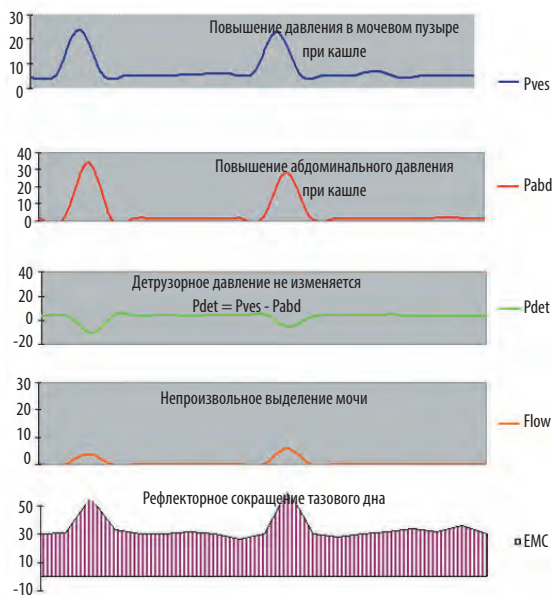 30
20
10
0
Повышение давления в мочевом пузыре
при кашле
Pves
40
30
20
10
0
Повышение абдоминального давления
при кашле
Pabd
40
20
0
-20
Детрузорное давление не изменяется
Pdet = Pves - Pabd
Pdet
30
20
10
0
Непроизвольное выделение мочи
Flow
50
30
10
-10
Рефлекторное сокращение тазового дна
EMC